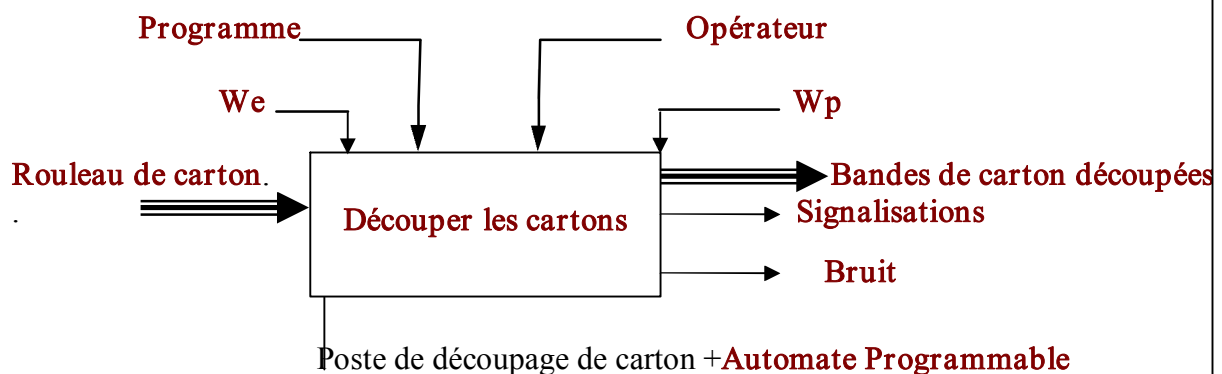 Programme
Opérateur
We
Wp
Rouleau de carton.
.
Découper les cartons
Bandes de carton découpées
Signalisations
Bruit
Poste de découpage de carton +Automate Programmable